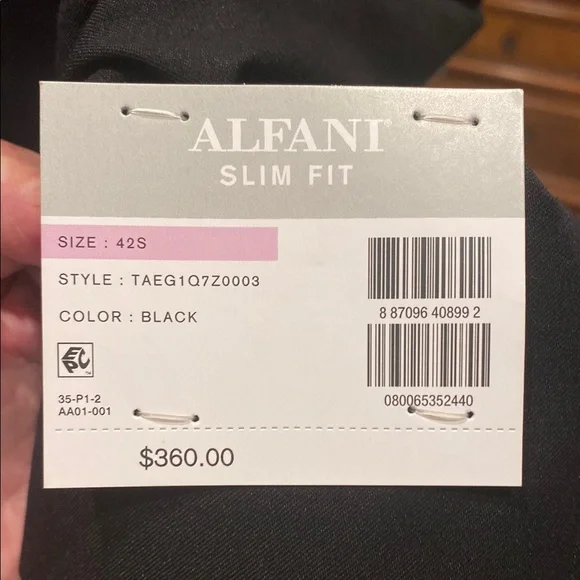 ALFANI
SLIM FIT
SIZE : 42S
STYLE : TAEG1Q7Z0003
COLOR : BLACK
8 87096 40899 2
EPC™
080065352440
35-P1-2
AA01-001
$360.00